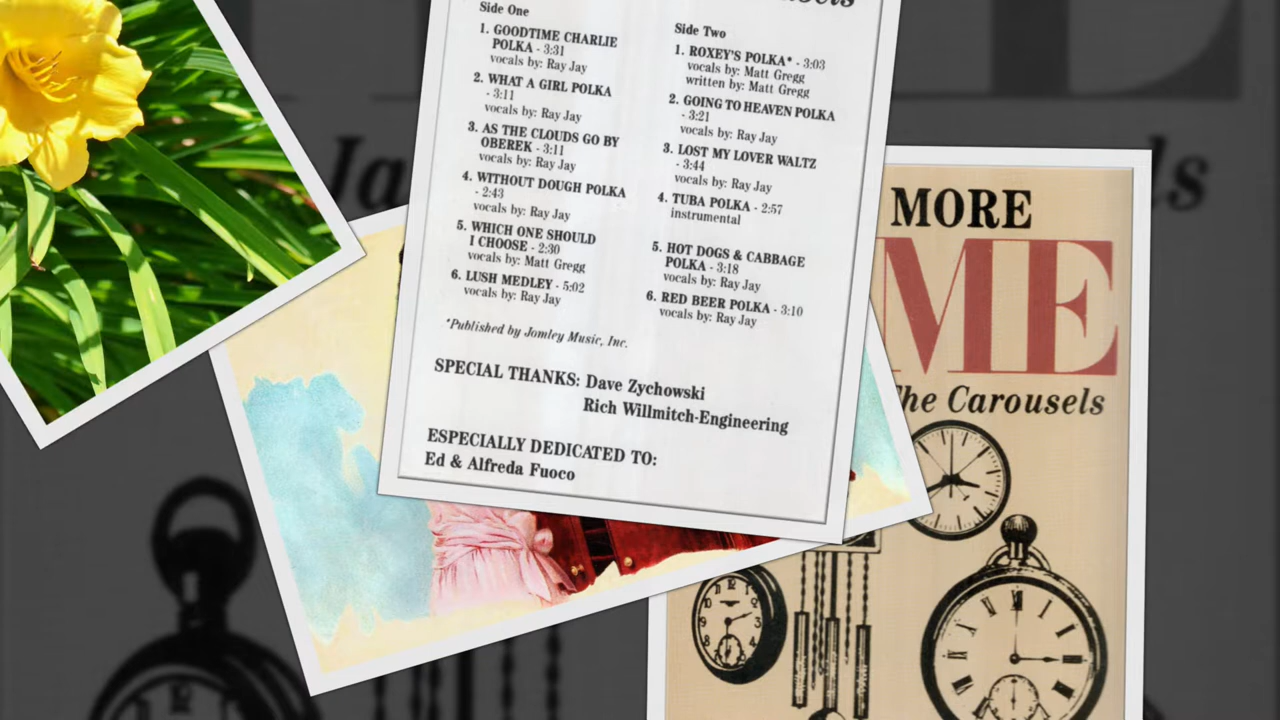 Side One
1. GOODTIME CHARLIE
POLKA - 3:31
vocals by: Ray Jay
2. WHAT A GIRL POLKA
- 3:11
vocals by: Ray Jay
3. AS THE CLOUDS GO BY
OBEREK - 3:11
vocals by: Ray Jay
4. WITHOUT DOUGH POLKA
- 2:43
vocals by: Ray Jay
5. WHICH ONE SHOULD
I CHOOSE - 2:30
vocals by: Matt Gregg
6. LUSH MEDLEY - 5:02
vocals by: Ray Jay
Side Two
1. ROXEY'S POLKA* - 3:03
vocals by: Matt Gregg
written by: Matt Gregg
2. GOING TO HEAVEN POLKA
- 3:21
vocals by: Ray Jay
3. LOST MY LOVER WALTZ
- 3:44
vocals by: Ray Jay
4. TUBA POLKA - 2:57
instrumental
5. HOT DOGS & CABBAGE
POLKA - 3:18
vocals by: Ray Jay
6. RED BEER POLKA - 3:10
vocals by: Ray Jay
*Published by Jomley Music, Inc.
SPECIAL THANKS: Dave Zychowski
Rich Willmitch-Engineering
ESPECIALLY DEDICATED TO:
Ed & Alfreda Fuoco
MORE
ME
The Carousels